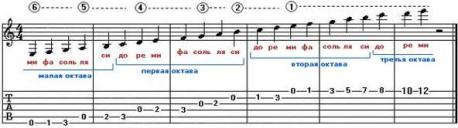 ⑥ ⑤ ④ ③ ② ①
4
4
ми фа соль ля си до ре ми фа соль ля си до ре ми фа соль ля си до ре ми
малая октава первая октава вторая октава третья октава
0 1 3 0 2 3 0 2 3 0 2 0 1 3 0 1 3 5 7 8 10 12